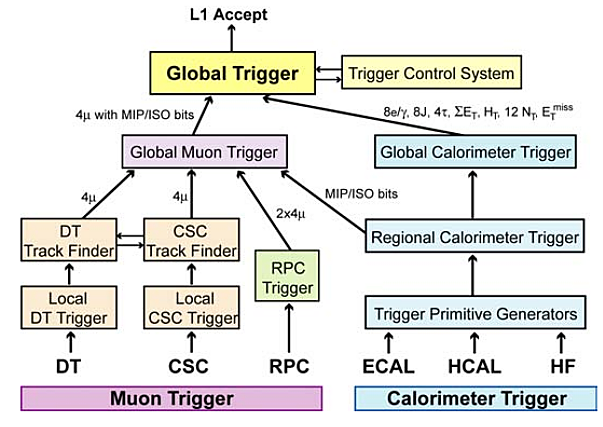 L1 Accept
Global Trigger
Trigger Control System
4μ with MIP/ISO bits
8e/γ, 8J, 4τ, ΣE_T, H_T, 12 N_T, E_T^miss
Global Muon Trigger
Global Calorimeter Trigger
4μ
4μ
2x4μ
MIP/ISO bits
DT
Track Finder
CSC
Track Finder
Regional Calorimeter Trigger
RPC
Trigger
Local
DT Trigger
Local
CSC Trigger
Trigger Primitive Generators
DT
CSC
RPC
ECAL
HCAL
HF
Muon Trigger
Calorimeter Trigger